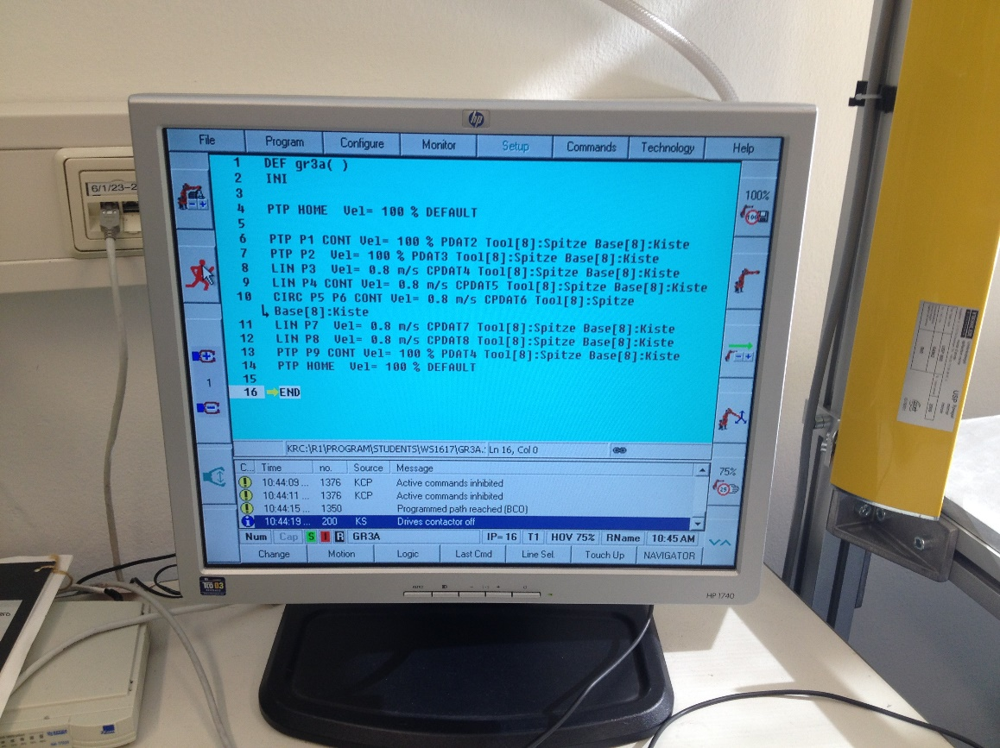 hp
File Program Configure Monitor Setup Commands Technology Help
1 DEF gr3a( )
2 INI
3
4 PTP HOME Vel= 100 % DEFAULT
5
6 PTP P1 CONT Vel= 100 % PDAT2 Tool[8]:Spitze Base[8]:Kiste
7 PTP P2 Vel= 100 % PDAT3 Tool[8]:Spitze Base[8]:Kiste
8 LIN P3 Vel= 0.8 m/s CPDAT4 Tool[8]:Spitze Base[8]:Kiste
9 LIN P4 CONT Vel= 0.8 m/s CPDAT5 Tool[8]:Spitze Base[8]:Kiste
10 CIRC P5 P6 CONT Vel= 0.8 m/s CPDAT6 Tool[8]:Spitze
Base[8]:Kiste
11 LIN P7 Vel= 0.8 m/s CPDAT7 Tool[8]:Spitze Base[8]:Kiste
12 LIN P8 Vel= 0.8 m/s CPDAT8 Tool[8]:Spitze Base[8]:Kiste
13 PTP P9 CONT Vel= 100 % PDAT4 Tool[8]:Spitze Base[8]:Kiste
14 PTP HOME Vel= 100 % DEFAULT
15
16 END
KRC:\R1\PROGRAM\STUDENTS\WS1617\GR3A.: Ln 16, Col 0
C... Time no. Source Message
10:44:09 ... 1376 KCP Active commands inhibited
10:44:11 ... 1376 KCP Active commands inhibited
10:44:15 ... 1350 Programmed path reached (BCO)
10:44:19 ... 200 KS Drives contactor off
Num Cap S I R GR3A IP= 16 T1 HOV 75% RName 10:45 AM
Change Motion Logic Last Cmd Line Sel. Touch Up NAVIGATOR
1
100%
75%
6/1/23-2
03
HP 1740